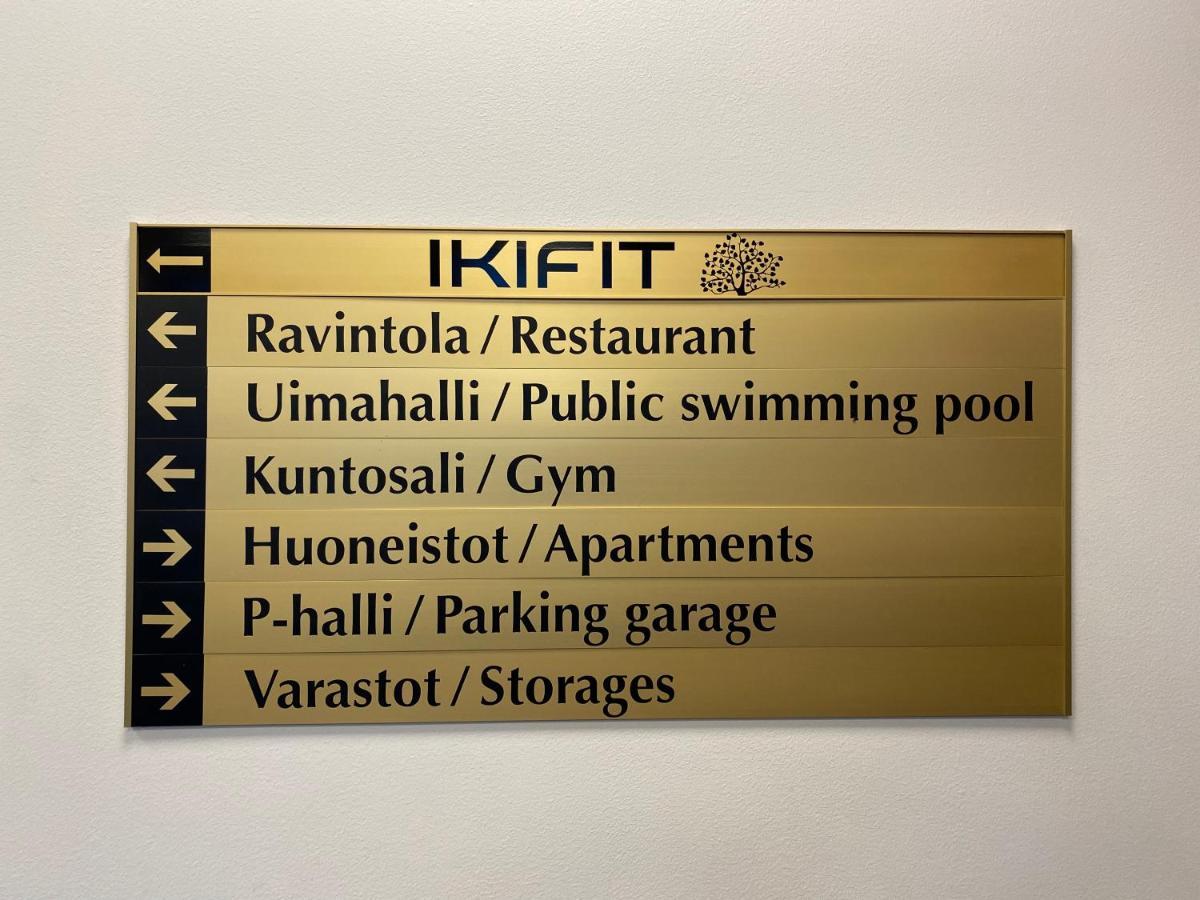 IKIFIT
Ravintola / Restaurant
Uimahalli / Public swimming pool
Kuntosali / Gym
Huoneistot / Apartments
P-halli / Parking garage
Varastot / Storages